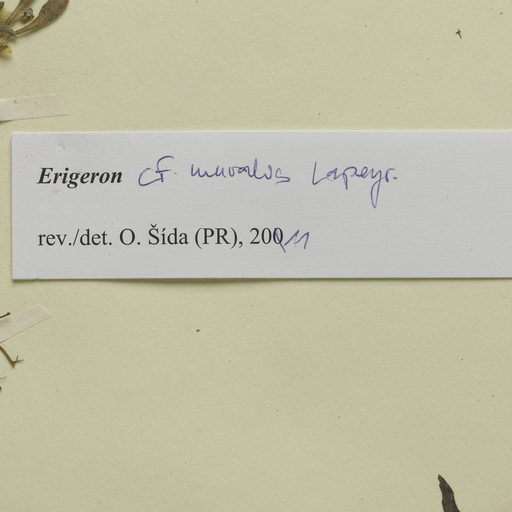 Erigeron cf. muralis Lapeyr.
rev./det. O. Šída (PR), 2011